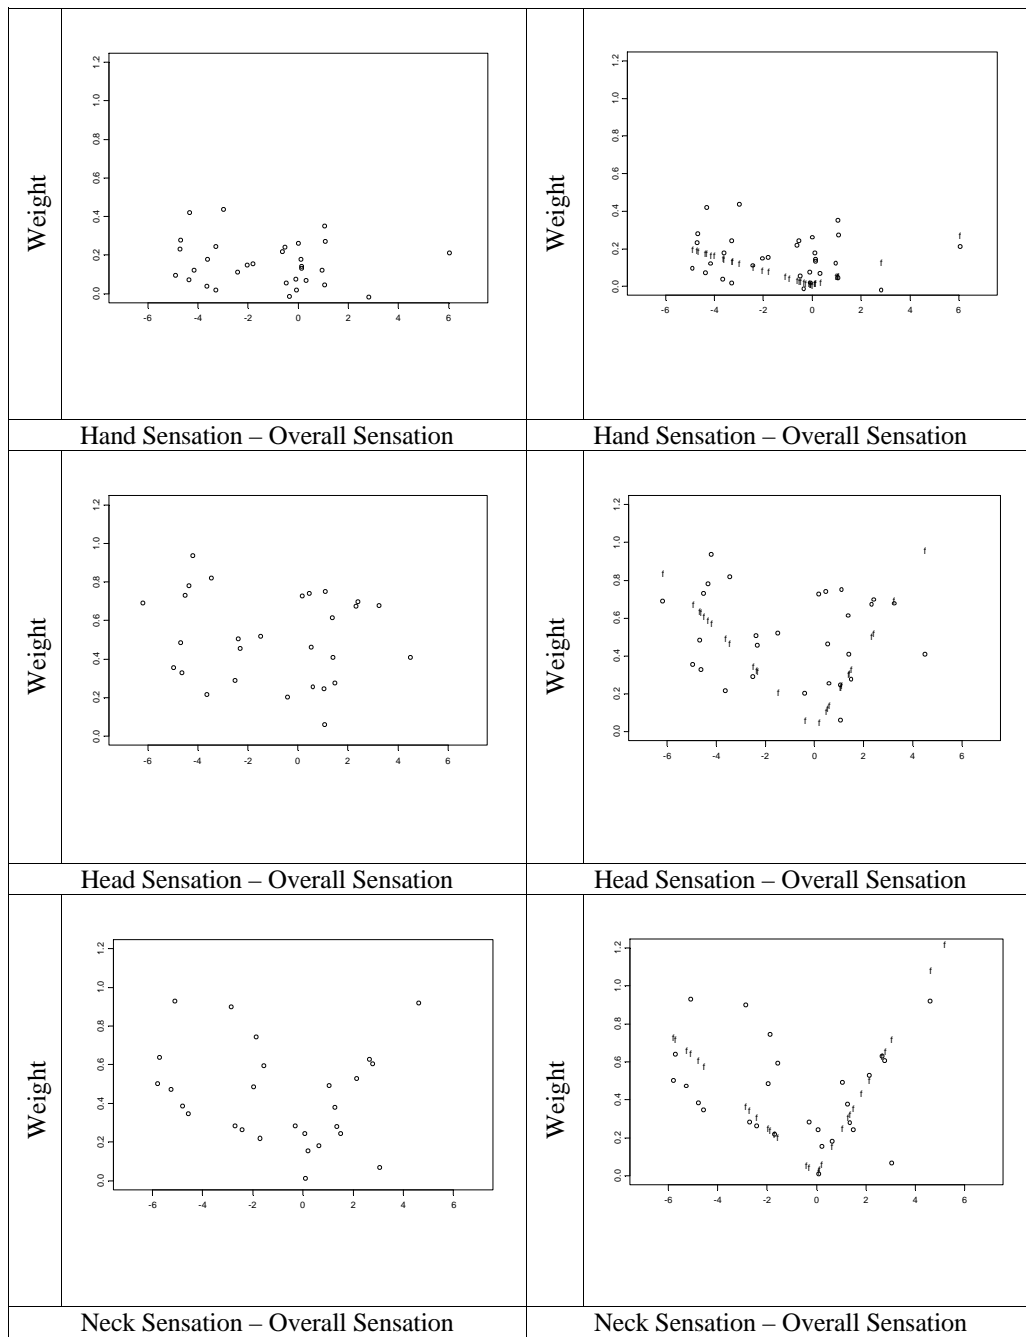 Weight
0.0 0.2 0.4 0.6 0.8 1.0 1.2
-6 -4 -2 0 2 4 6
Weight
0.0 0.2 0.4 0.6 0.8 1.0 1.2
-6 -4 -2 0 2 4 6
Hand Sensation – Overall Sensation
Hand Sensation – Overall Sensation
Weight
0.0 0.2 0.4 0.6 0.8 1.0 1.2
-6 -4 -2 0 2 4 6
Weight
0.0 0.2 0.4 0.6 0.8 1.0 1.2
-6 -4 -2 0 2 4 6
Head Sensation – Overall Sensation
Head Sensation – Overall Sensation
Weight
0.0 0.2 0.4 0.6 0.8 1.0 1.2
-6 -4 -2 0 2 4 6
Weight
0.0 0.2 0.4 0.6 0.8 1.0 1.2
-6 -4 -2 0 2 4 6
Neck Sensation – Overall Sensation
Neck Sensation – Overall Sensation